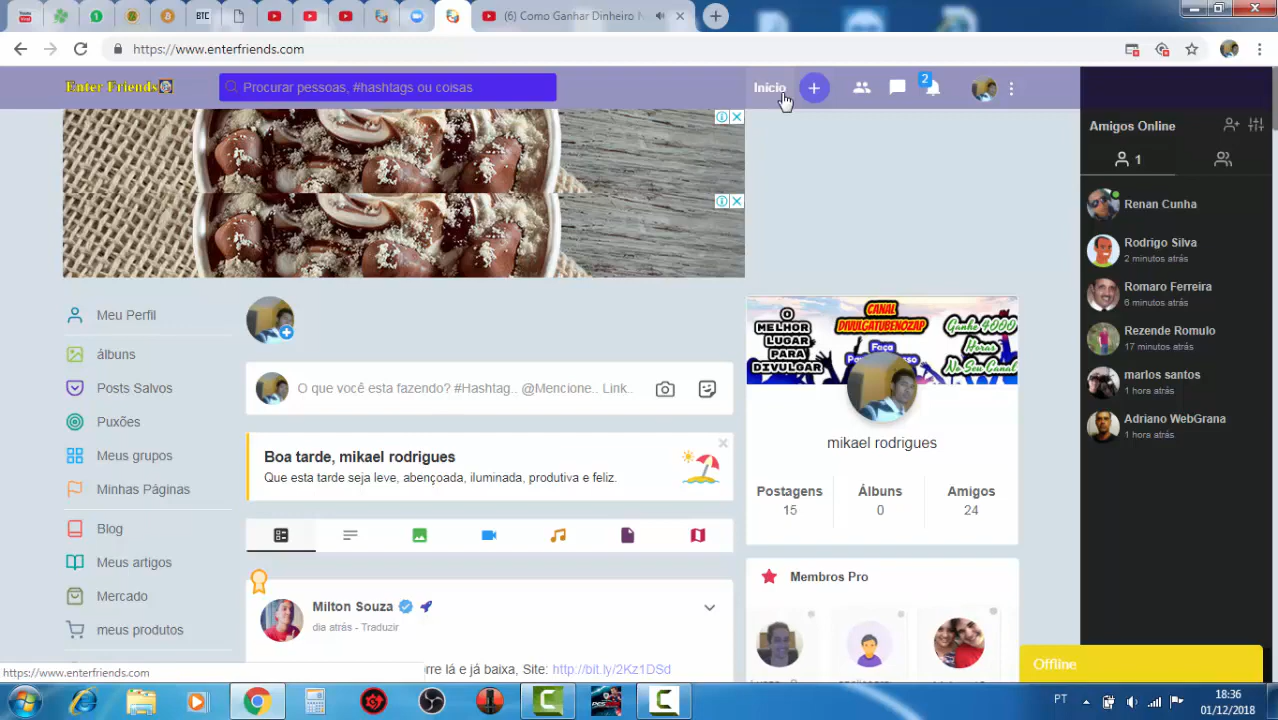 BTC
(6) Como Ganhar Dinheiro N
https://www.enterfriends.com
Enter Friends
Procurar pessoas, #hashtags ou coisas
Início
2
Amigos Online
1
Renan Cunha
Rodrigo Silva
2 minutos atrás
Romaro Ferreira
6 minutos atrás
Rezende Romulo
17 minutos atrás
marlos santos
1 hora atrás
Adriano WebGrana
1 hora atrás
Meu Perfil
álbuns
Posts Salvos
Puxões
Meus grupos
Minhas Páginas
Blog
Meus artigos
Mercado
meus produtos
O que você esta fazendo? #Hashtag.. @Mencione.. Link..
Boa tarde, mikael rodrigues
Que esta tarde seja leve, abençoada, iluminada, produtiva e feliz.
Milton Souza
dia atrás - Traduzir
rre lá e já baixa, Site: http://bit.ly/2Kz1DSd
O MELHOR LUGAR PARA DIVULGAR
CANAL DIVULGATUBENOZAP
Faça
Ganhe 4000 Horas No Seu Canal
mikael rodrigues
Postagens Álbuns Amigos
15 0 24
Membros Pro
Offline
https://www.enterfriends.com
PT
18:36
01/12/2018